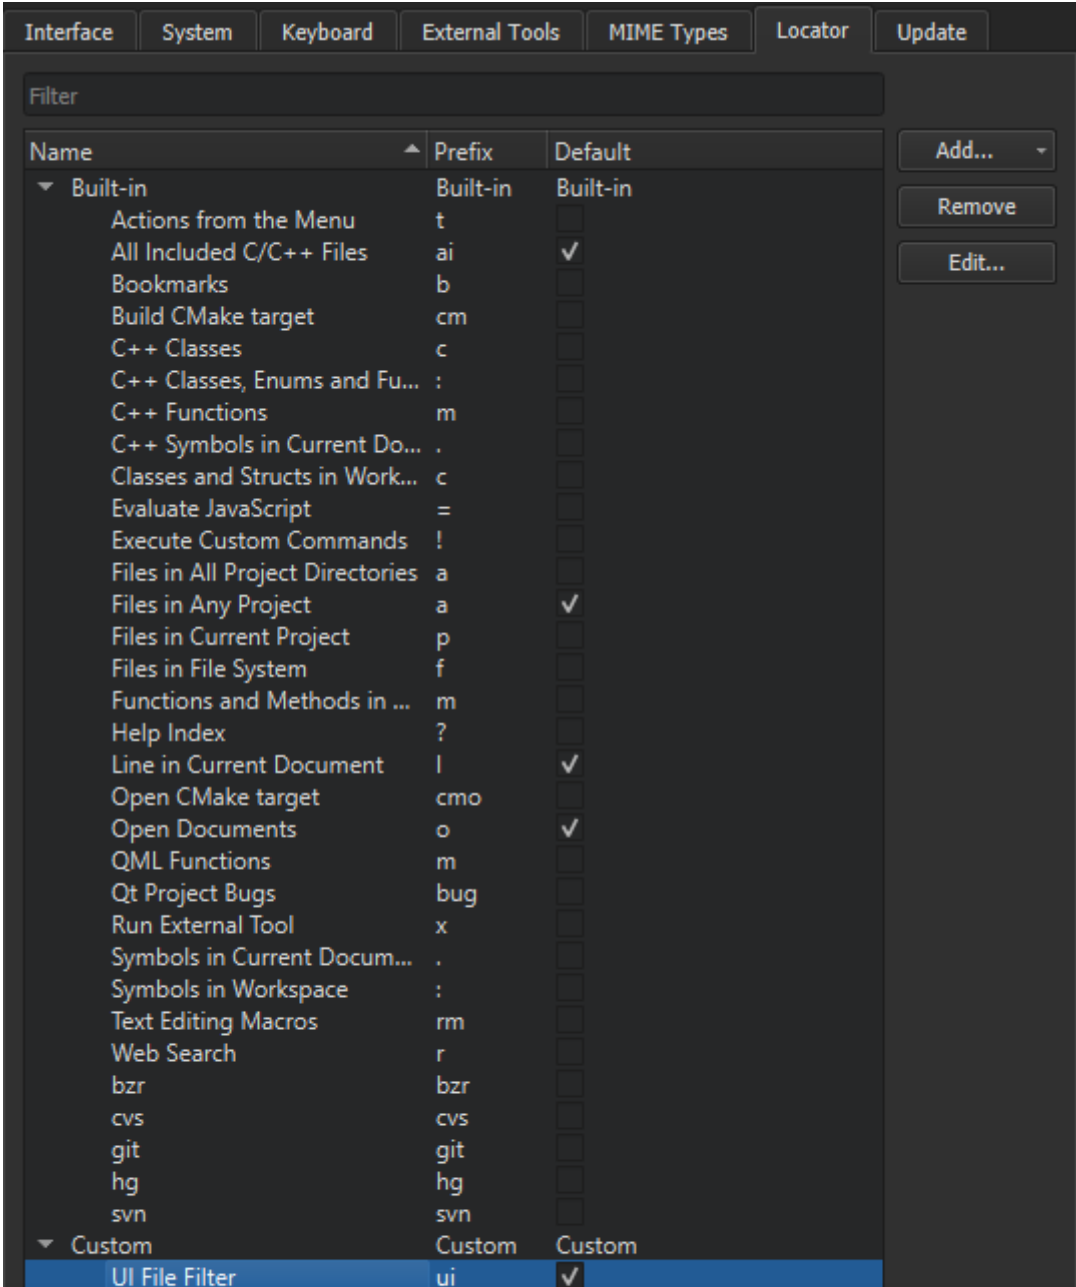 Interface System Keyboard External Tools MIME Types Locator Update
Filter
Name Prefix Default Add...
Built-in Built-in Built-in
Remove
Actions from the Menu t
All Included C/C++ Files ai
Edit...
Bookmarks b
Build CMake target cm
C++ Classes c
C++ Classes, Enums and Fu... :
C++ Functions m
C++ Symbols in Current Do... .
Classes and Structs in Work... c
Evaluate JavaScript =
Execute Custom Commands !
Files in All Project Directories a
Files in Any Project a
Files in Current Project p
Files in File System f
Functions and Methods in ... m
Help Index ?
Line in Current Document l
Open CMake target cmo
Open Documents o
QML Functions m
Qt Project Bugs bug
Run External Tool x
Symbols in Current Docum... .
Symbols in Workspace :
Text Editing Macros rm
Web Search r
bzr bzr
cvs cvs
git git
hg hg
svn svn
Custom Custom Custom
UI File Filter ui